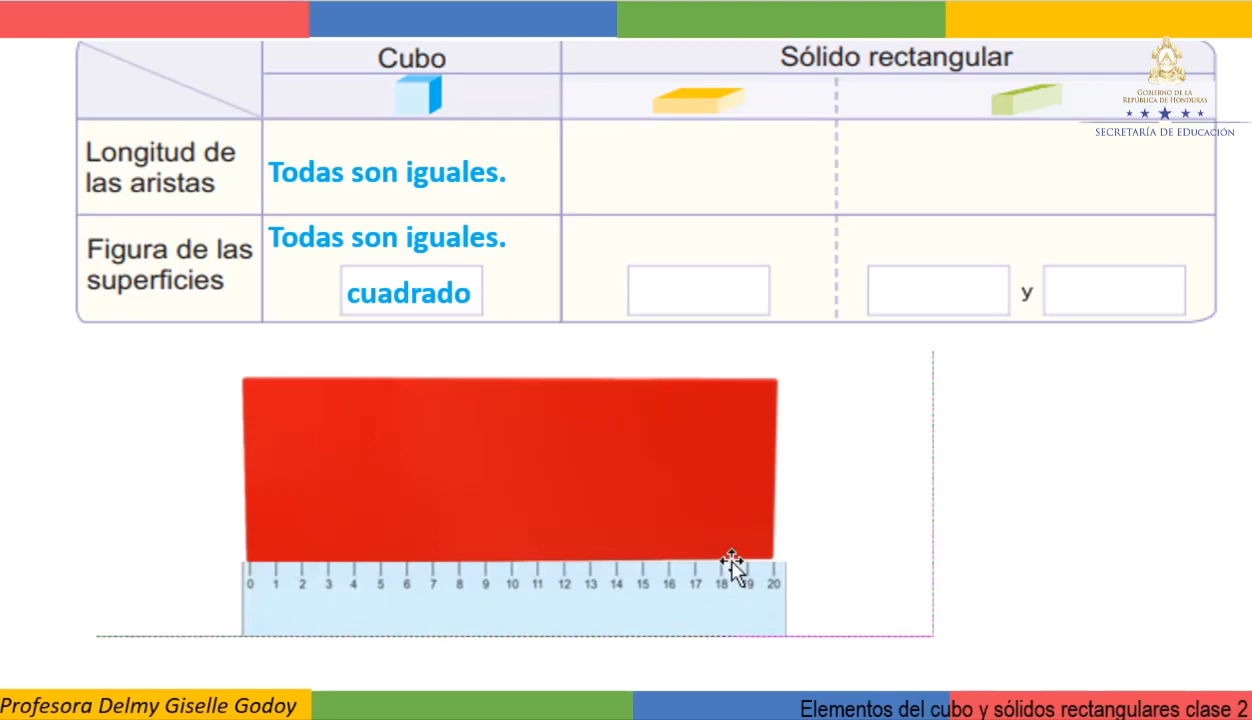 Cubo
Sólido rectangular
GOBIERNO DE LA
REPÚBLICA DE HONDURAS
SECRETARÍA DE EDUCACIÓN
Longitud de
las aristas
Todas son iguales.
Figura de las
superficies
Todas son iguales.
cuadrado
y
0 1 2 3 4 5 6 7 8 9 10 11 12 13 14 15 16 17 18 19 20
Profesora Delmy Giselle Godoy
Elementos del cubo y sólidos rectangulares clase 2